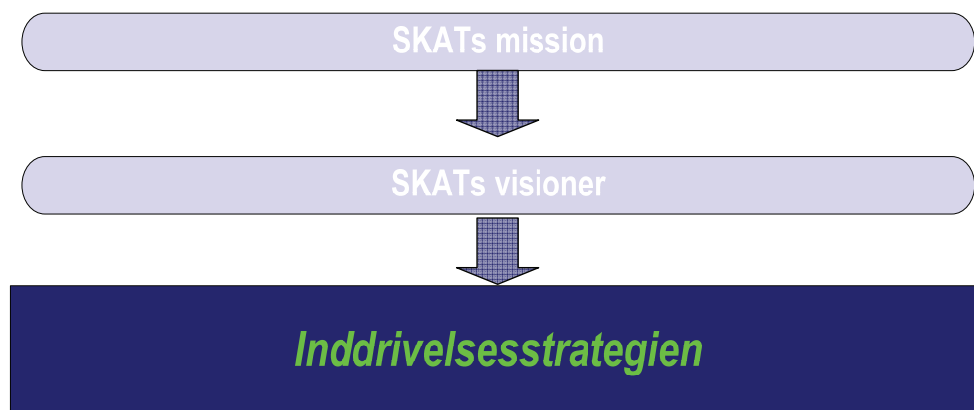 SKATs mission
SKATs visioner
Inddrivelsesstrategien